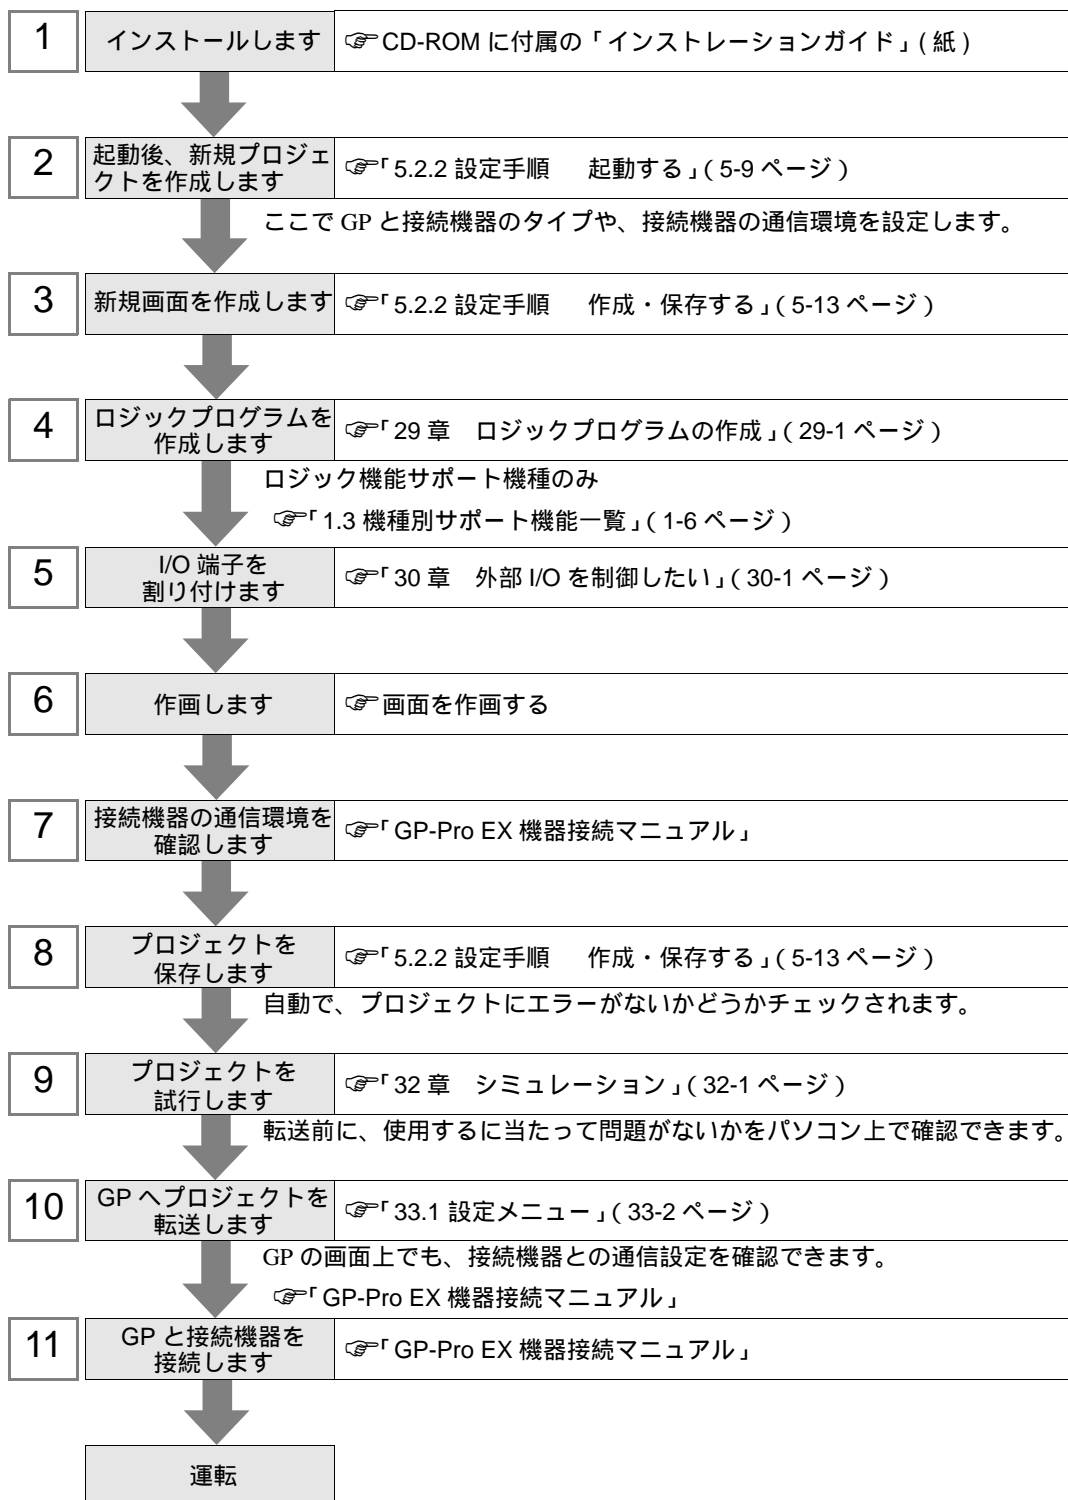 1
インストールします
☞CD-ROM に付属の「インストレーションガイド」(紙)
2
起動後、新規プロジェ
クトを作成します
☞「5.2.2 設定手順　起動する」(5-9 ページ)
ここで GP と接続機器のタイプや、接続機器の通信環境を設定します。
3
新規画面を作成します
☞「5.2.2 設定手順　作成・保存する」(5-13 ページ)
4
ロジックプログラムを
作成します
☞「29 章　ロジックプログラムの作成」(29-1 ページ)
ロジック機能サポート機種のみ
☞「1.3 機種別サポート機能一覧」(1-6 ページ)
5
I/O 端子を
割り付けます
☞「30 章　外部 I/O を制御したい」(30-1 ページ)
6
作画します
☞画面を作画する
7
接続機器の通信環境を
確認します
☞「GP-Pro EX 機器接続マニュアル」
8
プロジェクトを
保存します
☞「5.2.2 設定手順　作成・保存する」(5-13 ページ)
自動で、プロジェクトにエラーがないかどうかチェックされます。
9
プロジェクトを
試行します
☞「32 章　シミュレーション」(32-1 ページ)
転送前に、使用するに当たって問題がないかをパソコン上で確認できます。
10
GP へプロジェクトを
転送します
☞「33.1 設定メニュー」(33-2 ページ)
GP の画面上でも、接続機器との通信設定を確認できます。
☞「GP-Pro EX 機器接続マニュアル」
11
GP と接続機器を
接続します
☞「GP-Pro EX 機器接続マニュアル」
運転